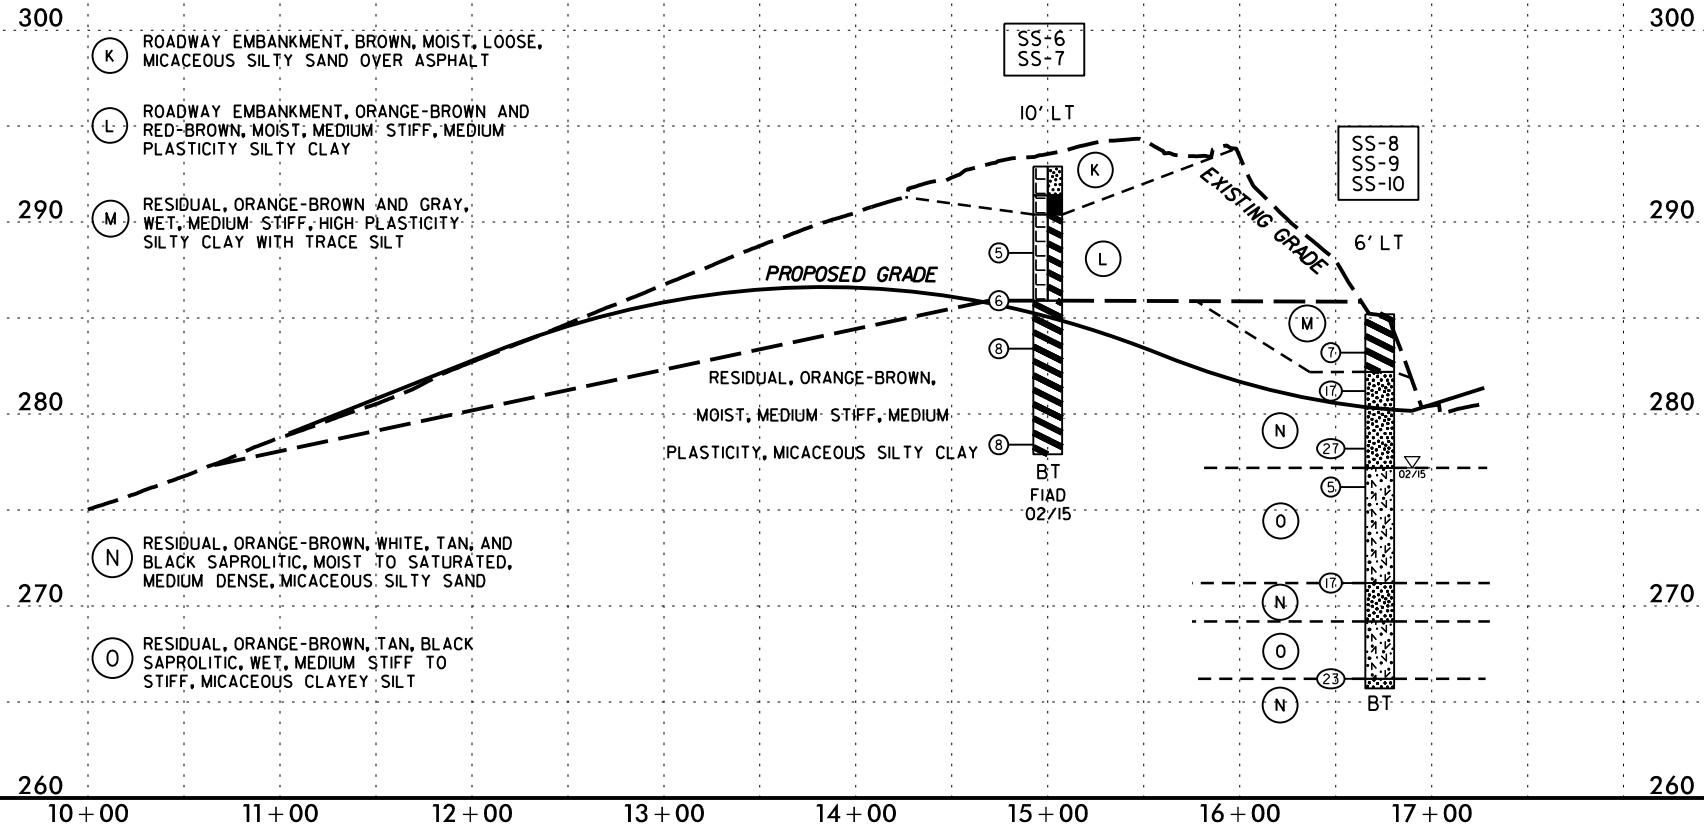 300
300
K
ROADWAY EMBANKMENT, BROWN, MOIST, LOOSE,
MICACEOUS SILTY SAND OVER ASPHALT
SS-6
SS-7
L
ROADWAY EMBANKMENT, ORANGE-BROWN AND
RED-BROWN, MOIST, MEDIUM STIFF, MEDIUM
PLASTICITY SILTY CLAY
10' LT
SS-8
SS-9
SS-10
K
M
RESIDUAL, ORANGE-BROWN AND GRAY,
WET, MEDIUM STIFF, HIGH PLASTICITY
SILTY CLAY WITH TRACE SILT
290
290
EXISTING GRADE
6' LT
5
L
PROPOSED GRADE
6
M
8
7
RESIDUAL, ORANGE-BROWN,
MOIST, MEDIUM STIFF, MEDIUM
PLASTICITY, MICACEOUS SILTY CLAY
17
280
280
N
8
27
BT
FIAD
02/15
02/15
5
O
N
RESIDUAL, ORANGE-BROWN, WHITE, TAN, AND
BLACK SAPROLITIC, MOIST TO SATURATED,
MEDIUM DENSE, MICACEOUS SILTY SAND
17
270
270
N
O
RESIDUAL, ORANGE-BROWN, TAN, BLACK
SAPROLITIC, WET, MEDIUM STIFF TO
STIFF, MICACEOUS CLAYEY SILT
O
23
N
BT
260
260
10+00 11+00 12+00 13+00 14+00 15+00 16+00 17+00